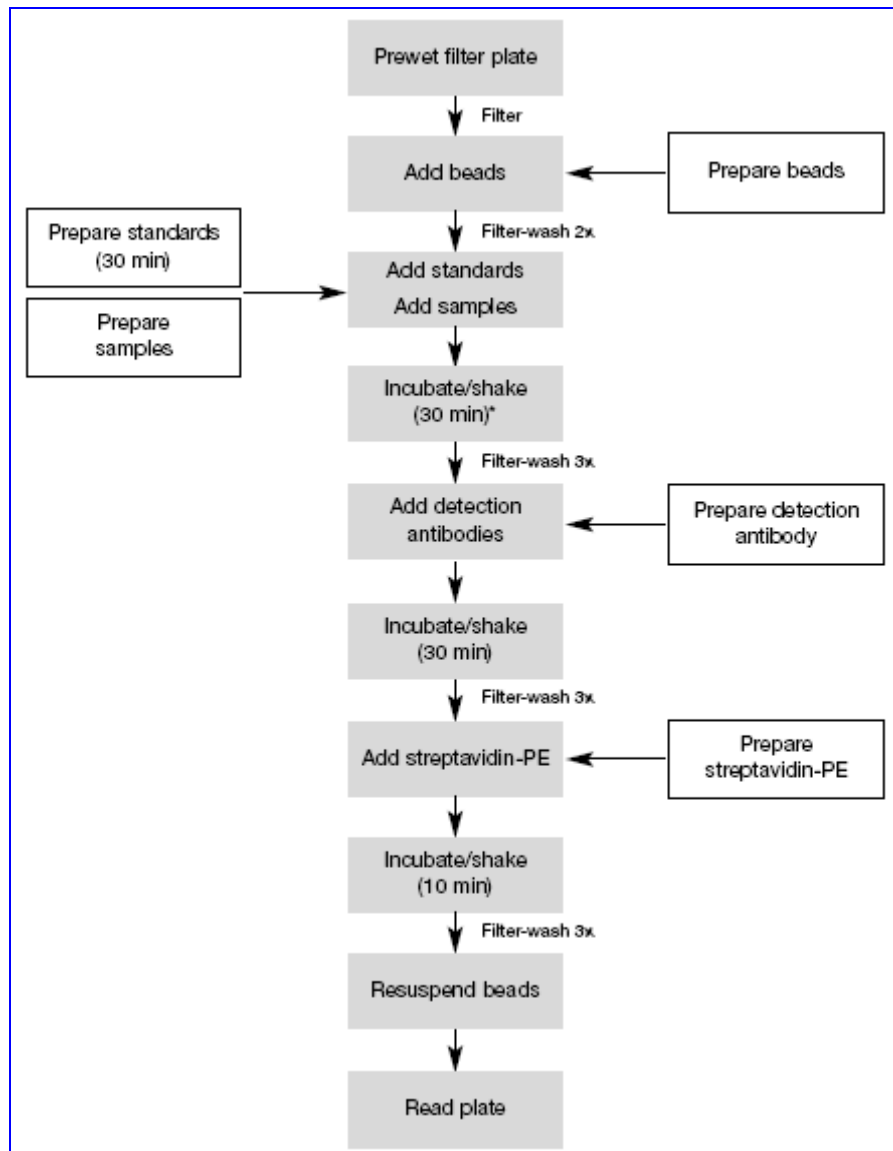 Prewet filter plate
Filter
Add beads
Prepare beads
Filter-wash 2x
Prepare standards
(30 min)
Prepare
samples
Add standards
Add samples
Incubate/shake
(30 min)*
Filter-wash 3x
Add detection
antibodies
Prepare detection
antibody
Incubate/shake
(30 min)
Filter-wash 3x
Add streptavidin-PE
Prepare
streptavidin-PE
Incubate/shake
(10 min)
Filter-wash 3x
Resuspend beads
Read plate